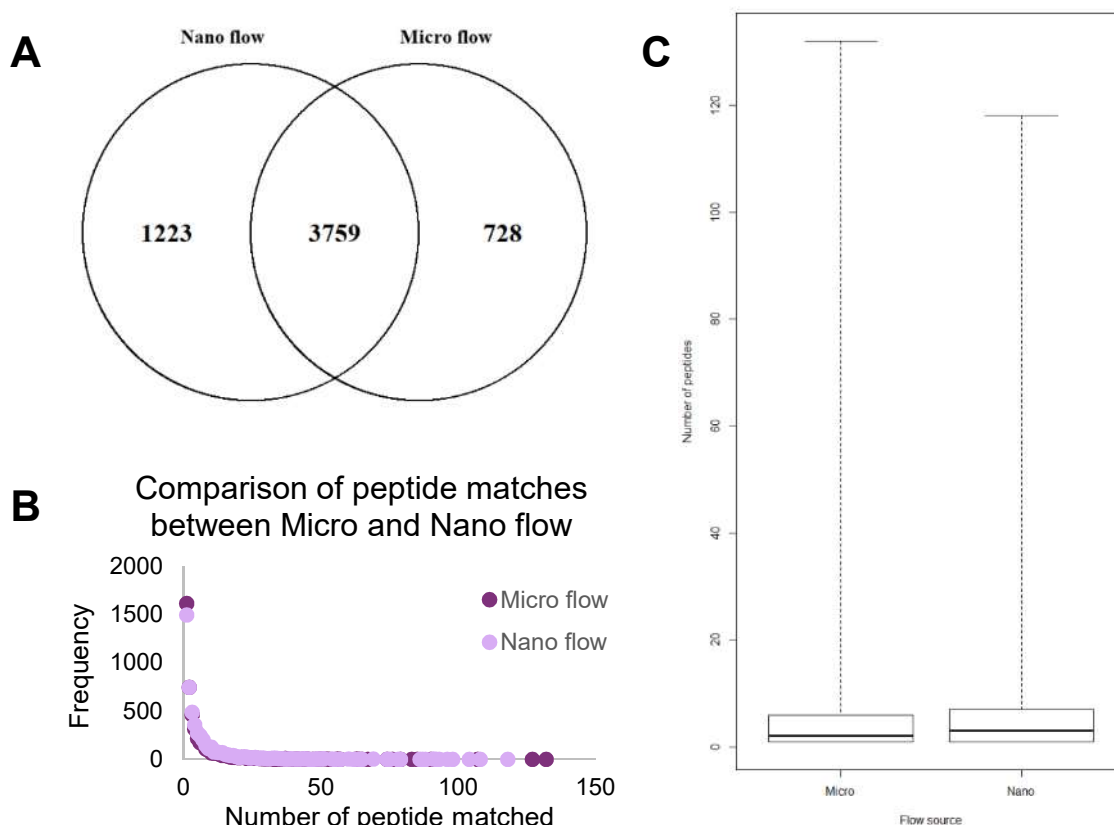 A
Nano flow
Micro flow
1223
3759
728
B
Comparison of peptide matches
between Micro and Nano flow
Frequency
2000
1500
1000
500
0
Micro flow
Nano flow
0
50
100
150
Number of peptide matched
C
Number of peptides
120
100
80
60
40
20
0
Micro
Nano
Flow source